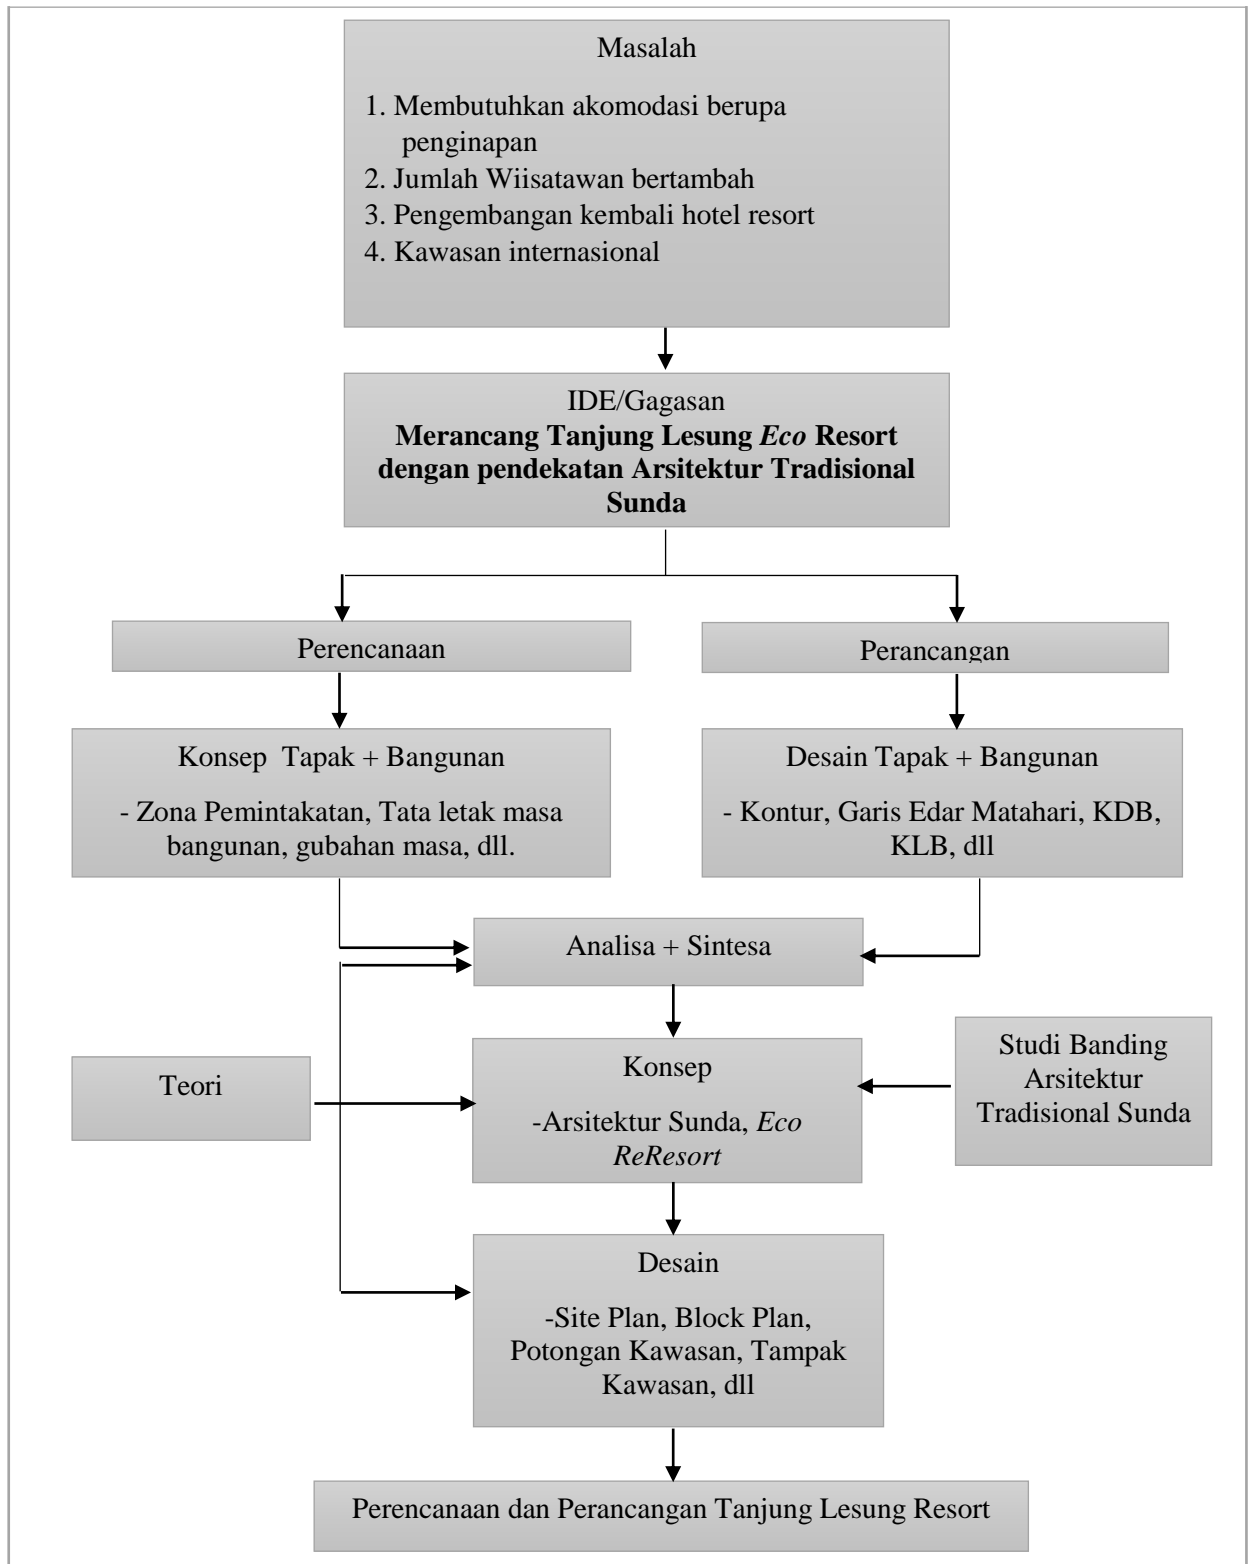 Masalah
1. Membutuhkan akomodasi berupa
penginapan
2. Jumlah Wiisatawan bertambah
3. Pengembangan kembali hotel resort
4. Kawasan internasional
IDE/Gagasan
Merancang Tanjung Lesung Eco Resort
dengan pendekatan Arsitektur Tradisional
Sunda
Perencanaan
Perancangan
Konsep Tapak + Bangunan
- Zona Pemintakatan, Tata letak masa
bangunan, gubahan masa, dll.
Desain Tapak + Bangunan
- Kontur, Garis Edar Matahari, KDB,
KLB, dll
Analisa + Sintesa
Teori
Konsep
-Arsitektur Sunda, Eco
ReResort
Studi Banding
Arsitektur
Tradisional Sunda
Desain
-Site Plan, Block Plan,
Potongan Kawasan, Tampak
Kawasan, dll
Perencanaan dan Perancangan Tanjung Lesung Resort